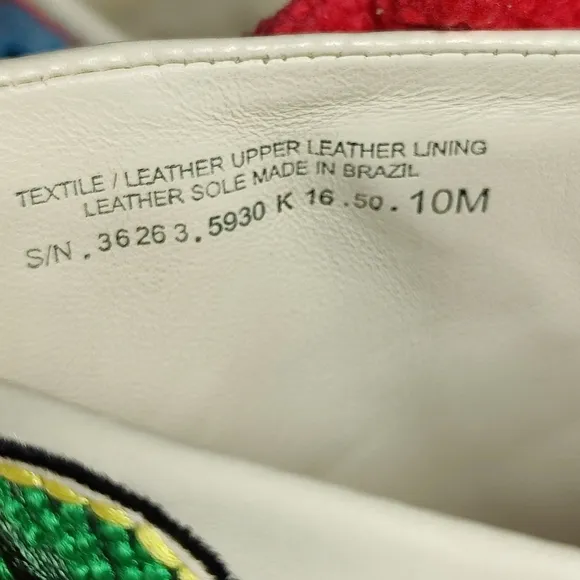 TEXTILE / LEATHER UPPER LEATHER LINING
LEATHER SOLE MADE IN BRAZIL
S/N . 36263.5930 K 16.50. 10M